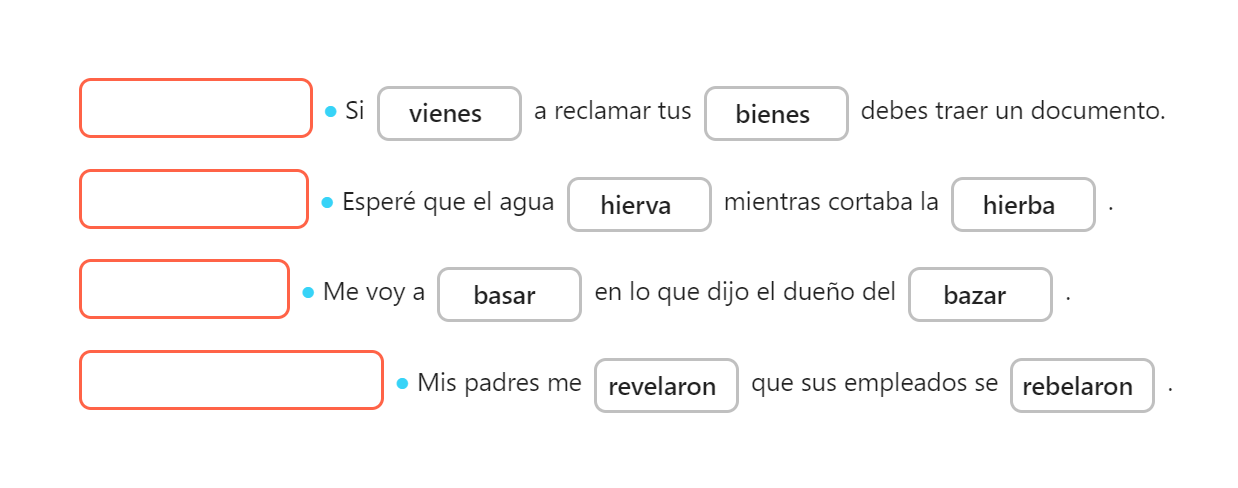 • Si vienes a reclamar tus bienes debes traer un documento.
• Esperé que el agua hierva mientras cortaba la hierba .
• Me voy a basar en lo que dijo el dueño del bazar .
• Mis padres me revelaron que sus empleados se rebelaron .